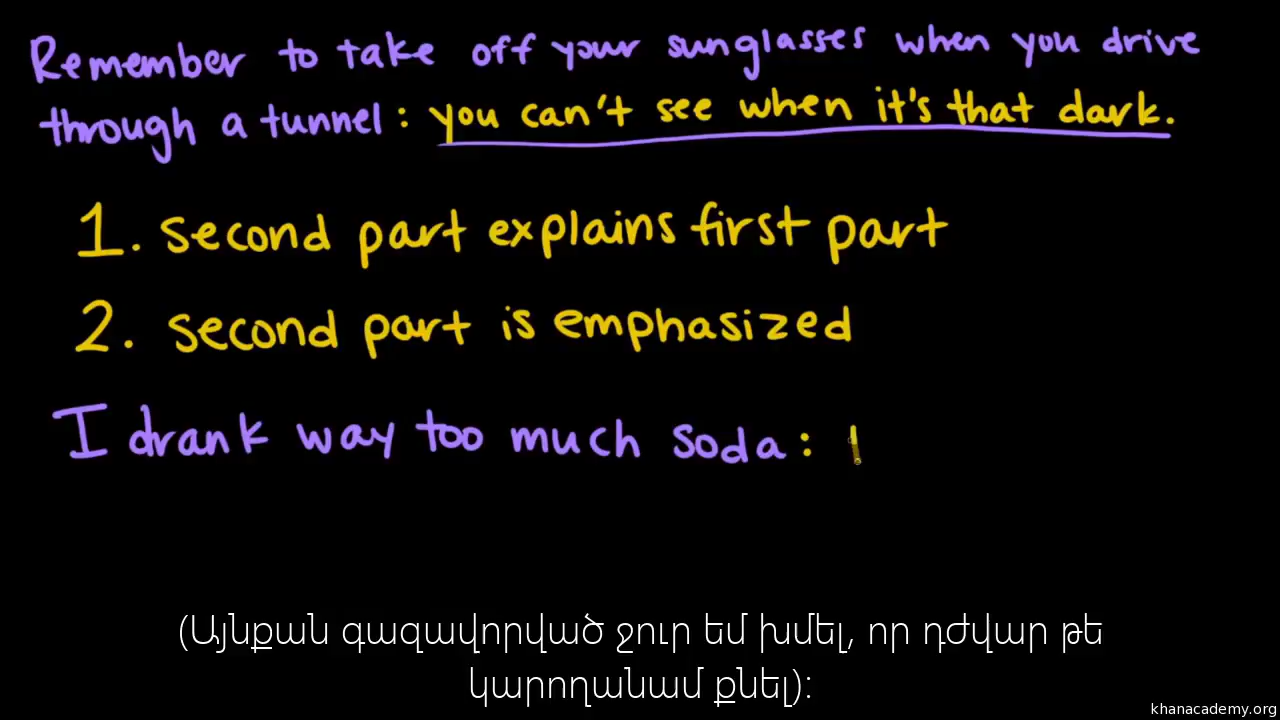 Remember to take off your sunglasses when you drive
through a tunnel: you can't see when it's that dark.
1. second part explains first part
2. second part is emphasized
I drank way too much soda: I
(Այնքան գազավորված ջուր եմ խմել, որ դժվար թե
կարողանամ քնել):
khanacademy.org